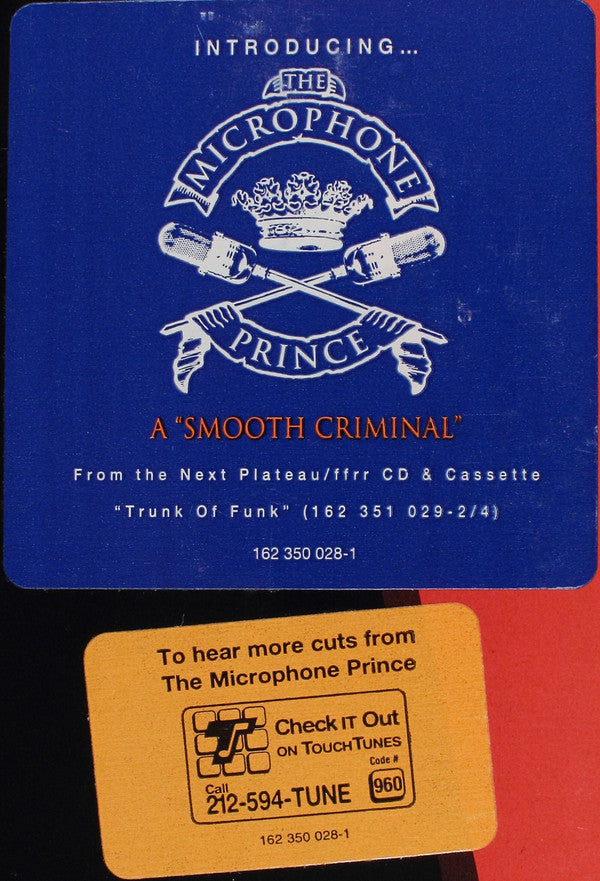 INTRODUCING...
THE
MICROPHONE
PRINCE
A "SMOOTH CRIMINAL"
From the Next Plateau/ffrr CD & Cassette
"Trunk Of Funk" (162 351 029-2/4)
162 350 028-1
To hear more cuts from
The Microphone Prince
Check IT Out
ON TOUCHTUNES
Code #
Call
212-594-TUNE
960
162 350 028-1